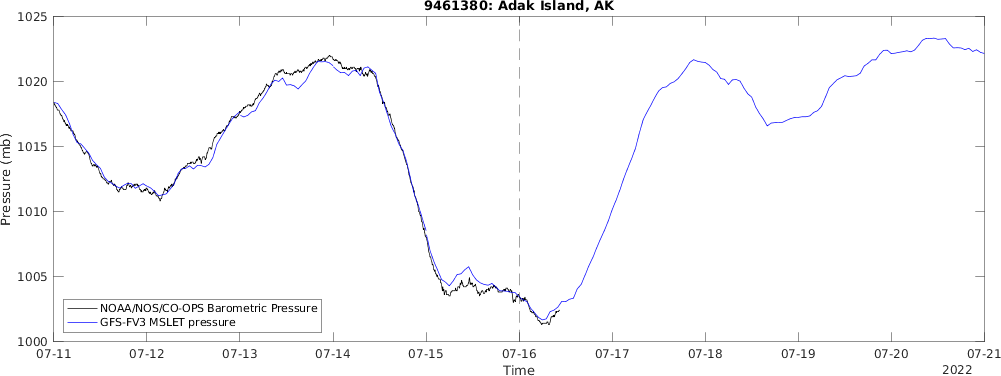 9461380: Adak Island, AK
1025
1020
1015
1010
1005
1000
Pressure (mb)
NOAA/NOS/CO-OPS Barometric Pressure
GFS-FV3 MSLET pressure
07-11 07-12 07-13 07-14 07-15 07-16 07-17 07-18 07-19 07-20 07-21
Time
2022